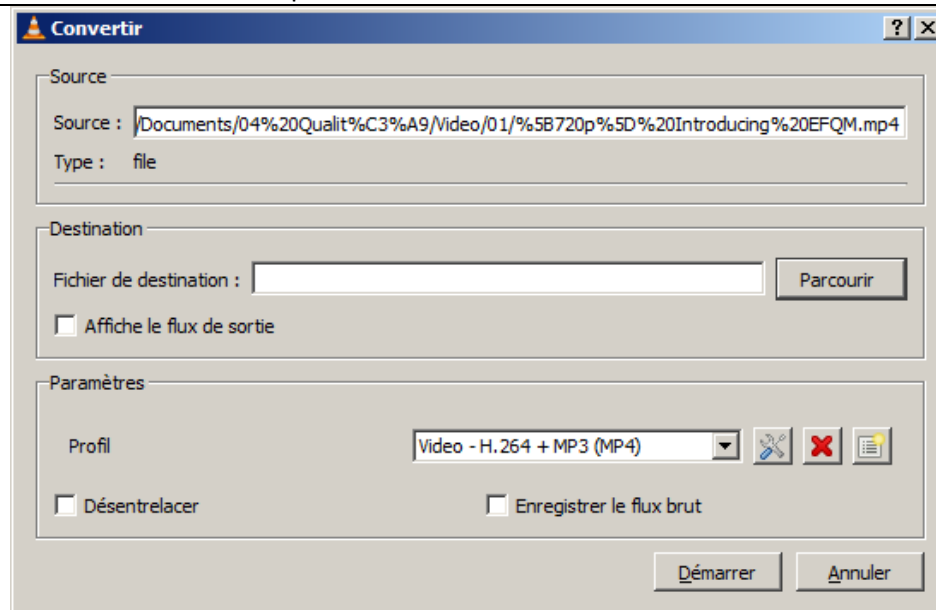 Convertir
Source
Source : /Documents/04%20Qualit%C3%A9/Video/01/%5B720p%5D%20Introducing%20EFQM.mp4
Type : file
Destination
Fichier de destination : Parcourir
Affiche le flux de sortie
Paramètres
Profil Video - H.264 + MP3 (MP4)
Désentrelacer Enregistrer le flux brut
Démarrer Annuler